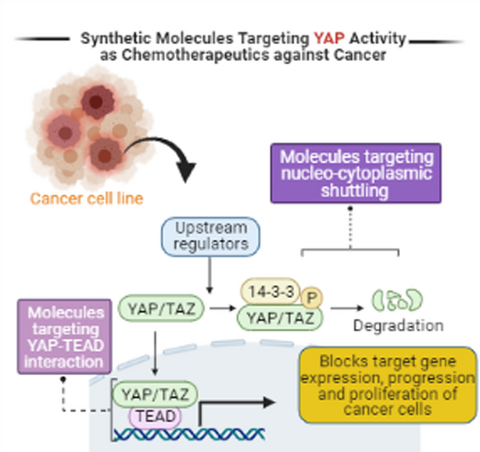 Synthetic Molecules Targeting YAP Activity
as Chemotherapeutics against Cancer
Cancer cell line
Molecules targeting
nucleo-cytoplasmic
shuttling
Upstream
regulators
14-3-3
P
YAP/TAZ
YAP/TAZ
Degradation
Molecules
targeting
YAP-TEAD
interaction
YAP/TAZ
TEAD
Blocks target gene
expression, progression
and proliferation of
cancer cells